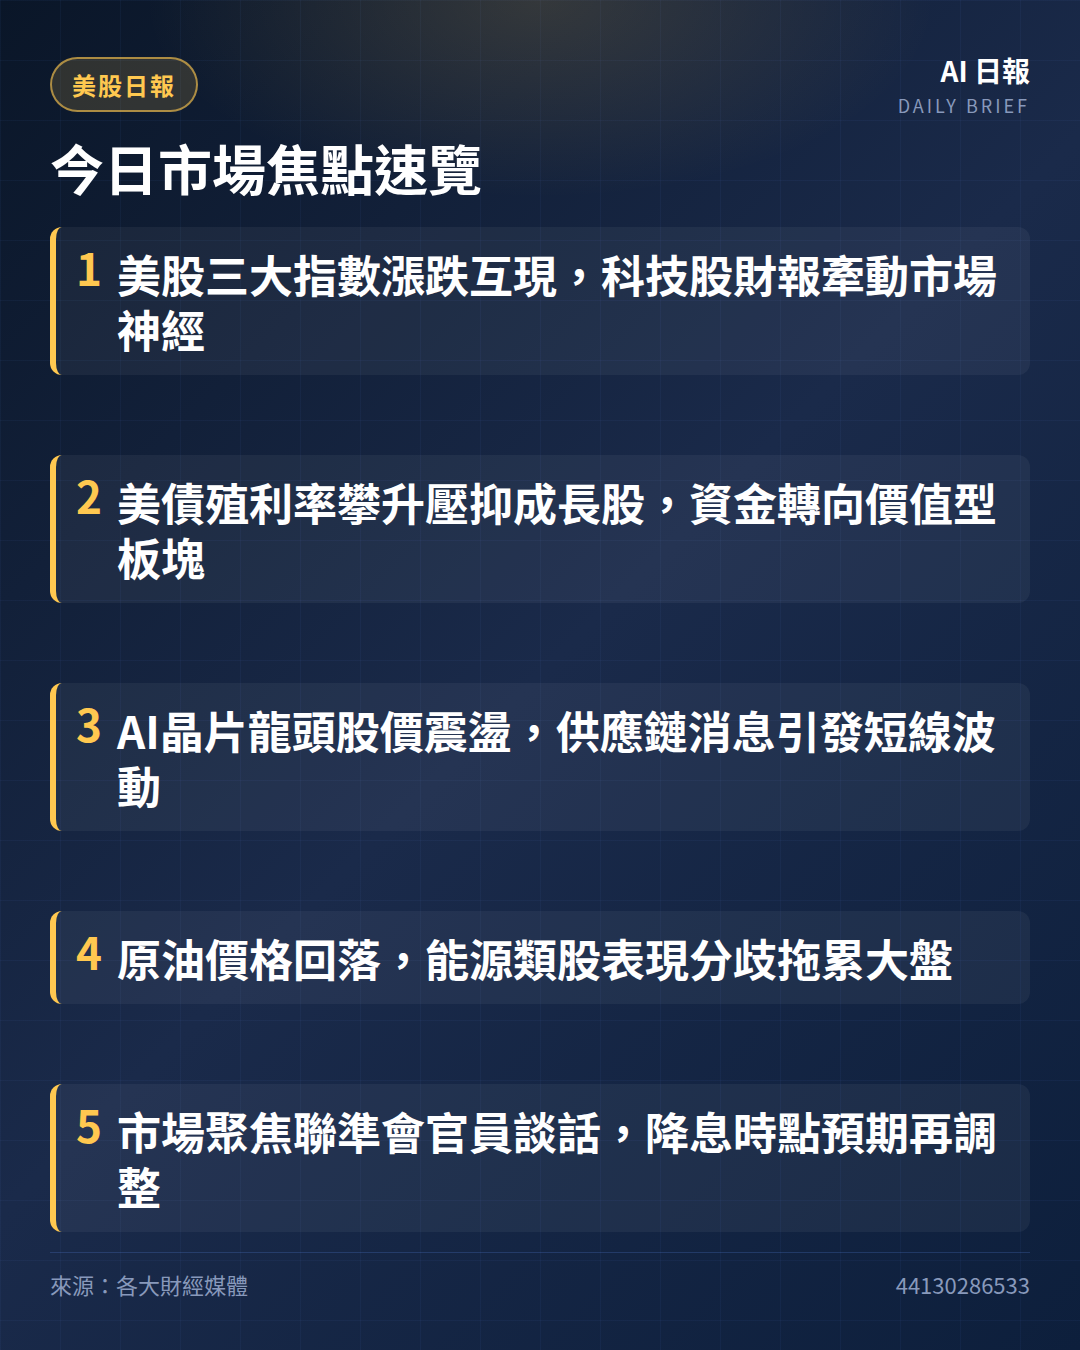 美股日報
AI 日報
DAILY BRIEF
今日市場焦點速覽
1 美股三大指數漲跌互現，科技股財報牽動市場
神經
2 美債殖利率攀升壓抑成長股，資金轉向價值型
板塊
3 AI晶片龍頭股價震盪，供應鏈消息引發短線波
動
4 原油價格回落，能源類股表現分歧拖累大盤
5 市場聚焦聯準會官員談話，降息時點預期再調
整
來源：各大財經媒體
44130286533